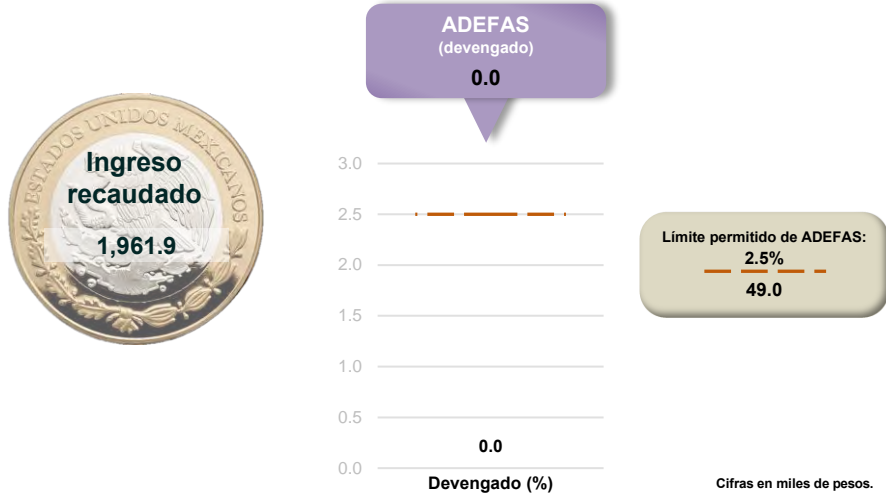 ADEFAS
(devengado)
0.0
ESTADOS UNIDOS MEXICANOS
Ingreso
recaudado
1,961.9
3.0
2.5
2.0
1.5
1.0
0.5
0.0
0.0
Devengado (%)
Límite permitido de ADEFAS:
2.5%
49.0
Cifras en miles de pesos.